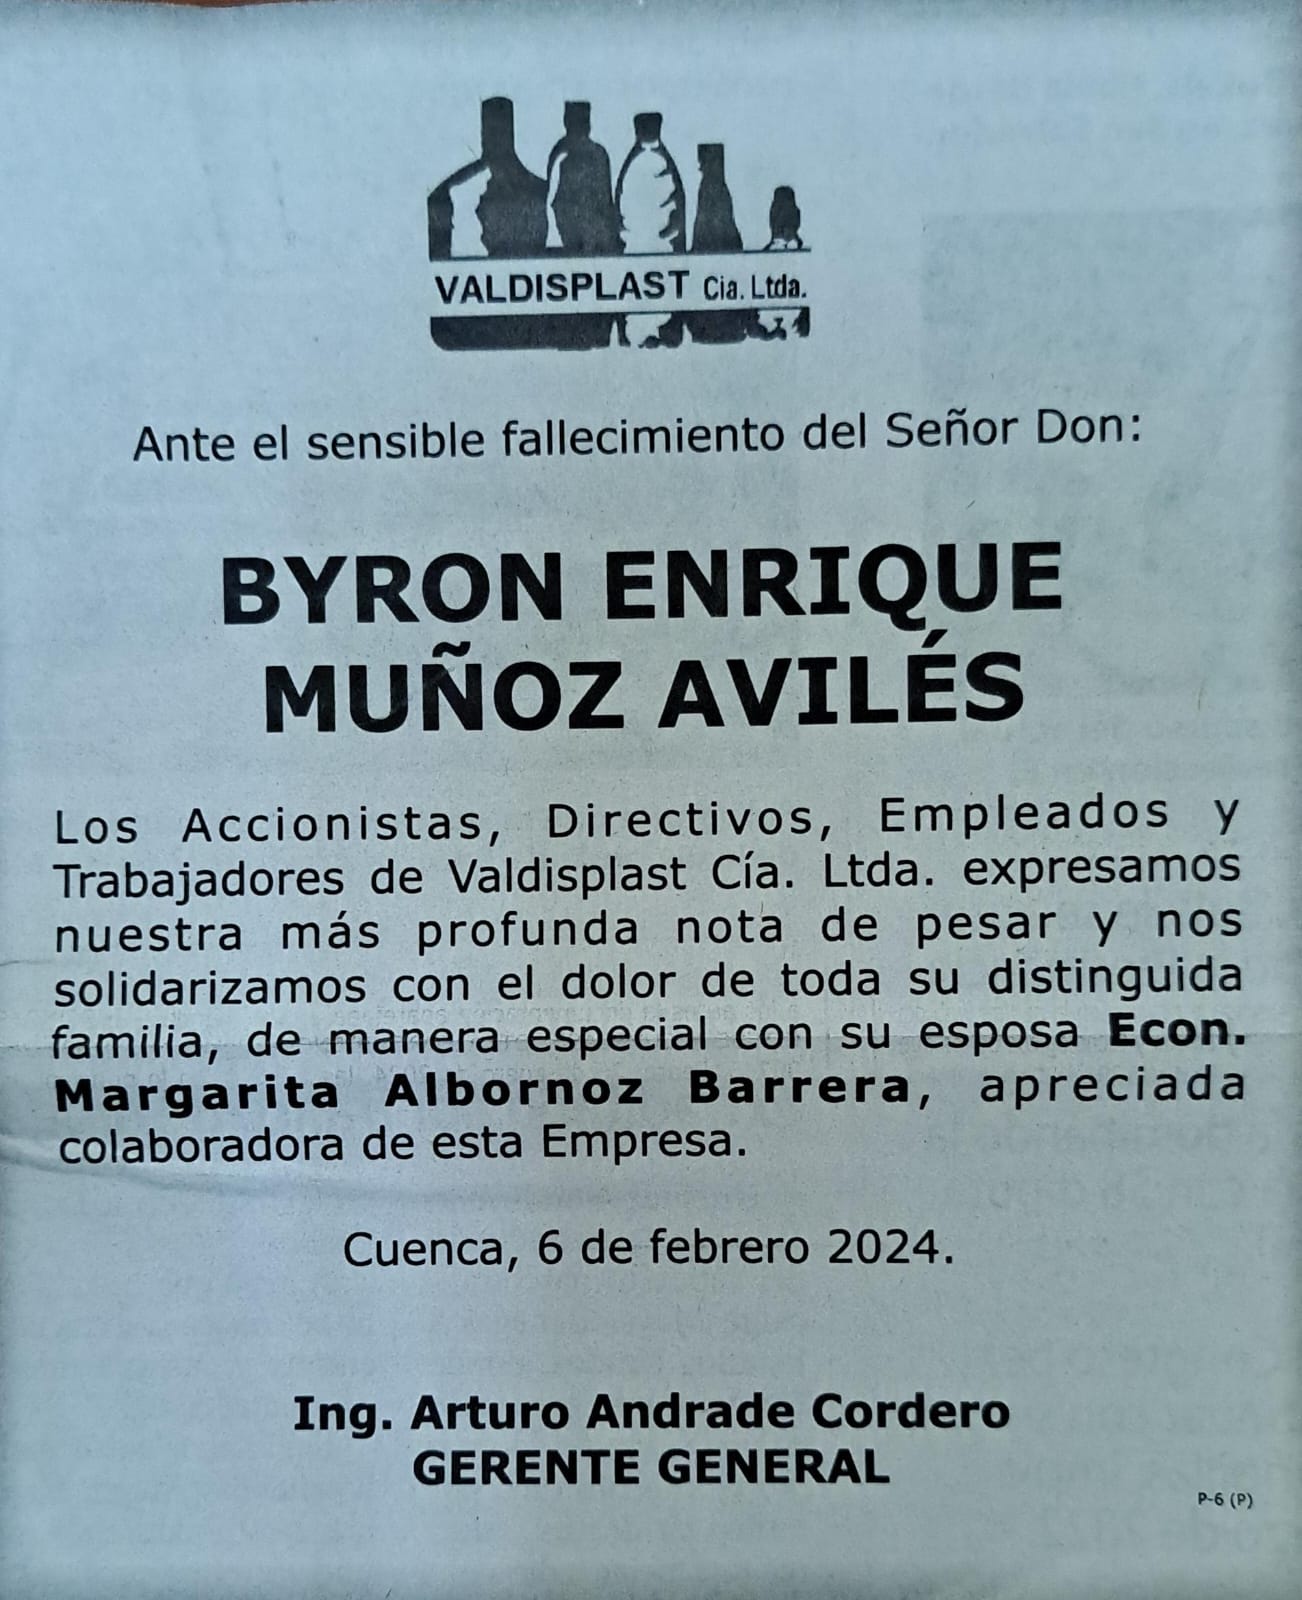 VALDISPLAST Cia. Ltda.
Ante el sensible fallecimiento del Señor Don:
BYRON ENRIQUE
MUÑOZ AVILÉS
Los Accionistas, Directivos, Empleados y
Trabajadores de Valdisplast Cía. Ltda. expresamos
nuestra más profunda nota de pesar y nos
solidarizamos con el dolor de toda su distinguida
familia, de manera especial con su esposa Econ.
Margarita Albornoz Barrera, apreciada
colaboradora de esta Empresa.
Cuenca, 6 de febrero 2024.
Ing. Arturo Andrade Cordero
GERENTE GENERAL
P-6 (P)